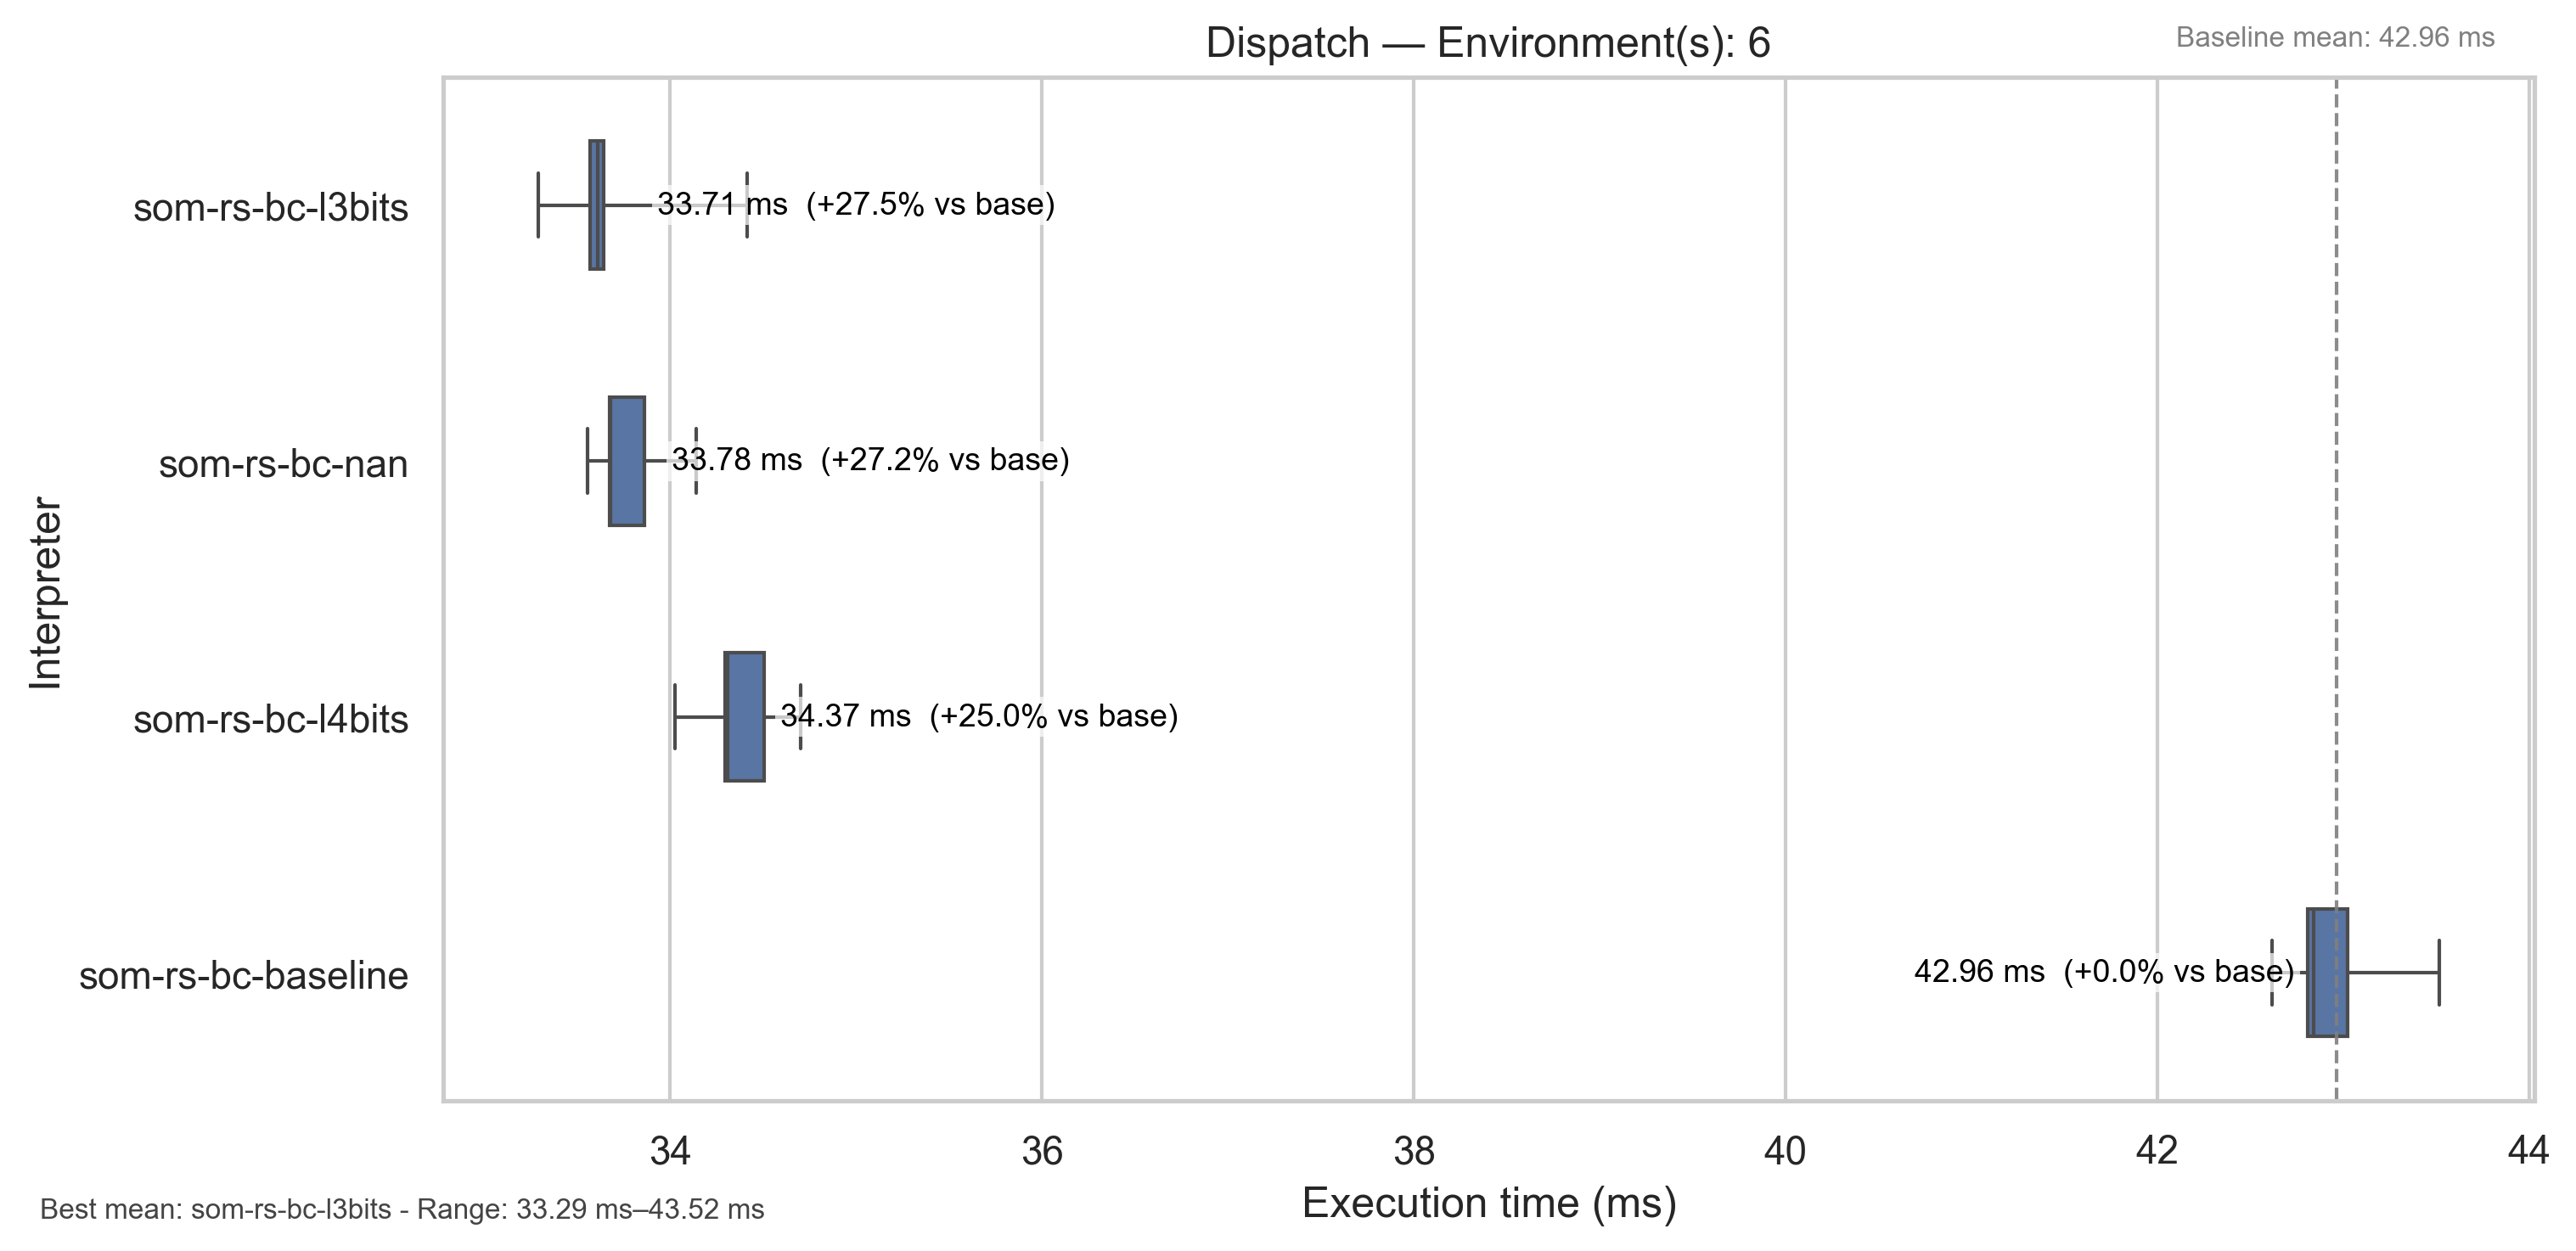 Dispatch — Environment(s): 6
Baseline mean: 42.96 ms
Interpreter
som-rs-bc-l3bits
33.71 ms (+27.5% vs base)
som-rs-bc-nan
33.78 ms (+27.2% vs base)
som-rs-bc-l4bits
34.37 ms (+25.0% vs base)
som-rs-bc-baseline
42.96 ms (+0.0% vs base)
34 36 38 40 42 44
Execution time (ms)
Best mean: som-rs-bc-l3bits - Range: 33.29 ms–43.52 ms